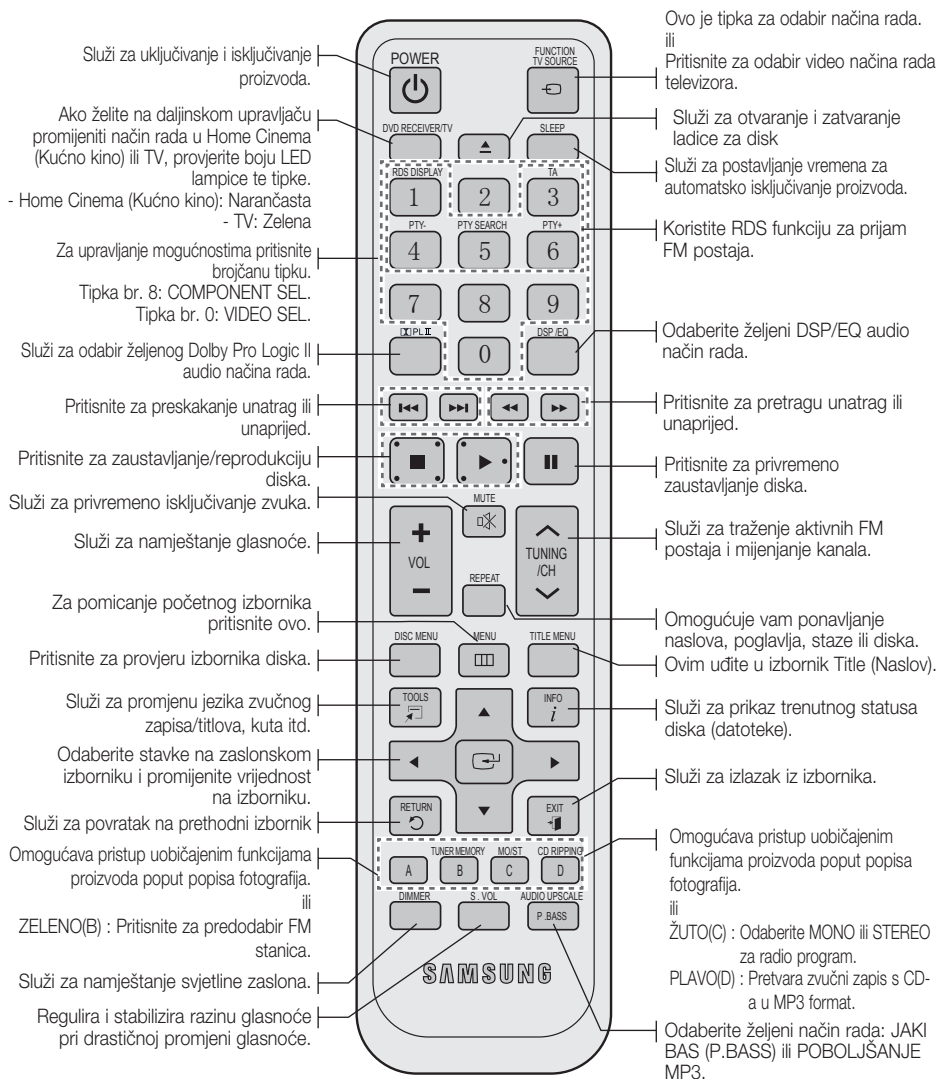 Služi za uključivanje i isključivanje
proizvoda.
Ako želite na daljinskom upravljaču
promijeniti način rada u Home Cinema
(Kućno kino) ili TV, provjerite boju LED
lampice te tipke.
- Home Cinema (Kućno kino): Narančasta
- TV: Zelena
Za upravljanje mogućnostima pritisnite
brojčanu tipku.
Tipka br. 8: COMPONENT SEL.
Tipka br. 0: VIDEO SEL.
Služi za odabir željenog Dolby Pro Logic II
audio načina rada.
Pritisnite za preskakanje unatrag ili
unaprijed.
Pritisnite za zaustavljanje/reprodukciju
diska.
Služi za privremeno isključivanje zvuka.
Služi za namještanje glasnoće.
Za pomicanje početnog izbornika
pritisnite ovo.
Pritisnite za provjeru izbornika diska.
Služi za promjenu jezika zvučnog
zapisa/titlova, kuta itd.
Odaberite stavke na zaslonskom
izborniku i promijenite vrijednost
na izborniku.
Služi za povratak na prethodni izbornik
Omogućava pristup uobičajenim funkcijama
proizvoda poput popisa fotografija.
ili
ZELENO(B) : Pritisnite za predodabir FM
stanica.
Služi za namještanje svjetline zaslona.
Regulira i stabilizira razinu glasnoće
pri drastičnoj promjeni glasnoće.
POWER
FUNCTION
TV SOURCE
DVD RECEIVER/TV
SLEEP
RDS DISPLAY
TA
1
2
3
PTY-
PTY SEARCH
PTY+
4
5
6
7
8
9
PL II
DSP /EQ
0
MUTE
+
VOL
−
TUNING
/CH
REPEAT
DISC MENU
MENU
TITLE MENU
TOOLS
INFO
i
RETURN
EXIT
TUNER MEMORY
MO/ST
CD RIPPING
A
B
C
D
DIMMER
S . VOL
AUDIO UPSCALE
P .BASS
SAMSUNG
Ovo je tipka za odabir načina rada.
ili
Pritisnite za odabir video načina rada
televizora.
Služi za otvaranje i zatvaranje
ladice za disk
Služi za postavljanje vremena za
automatsko isključivanje proizvoda.
Koristite RDS funkciju za prijam
FM postaja.
Odaberite željeni DSP/EQ audio
način rada.
Pritisnite za pretragu unatrag ili
unaprijed.
Pritisnite za privremeno
zaustavljanje diska.
Služi za traženje aktivnih FM
postaja i mijenjanje kanala.
Omogućuje vam ponavljanje
naslova, poglavlja, staze ili diska.
Ovim uđite u izbornik Title (Naslov).
Služi za prikaz trenutnog statusa
diska (datoteke).
Služi za izlazak iz izbornika.
Omogućava pristup uobičajenim
funkcijama proizvoda poput popisa
fotografija.
ili
ŽUTO(C) : Odaberite MONO ili STEREO
za radio program.
PLAVO(D) : Pretvara zvučni zapis s CD-
a u MP3 format.
Odaberite željeni način rada: JAKI
BAS (P.BASS) ili POBOLJŠANJE
MP3.